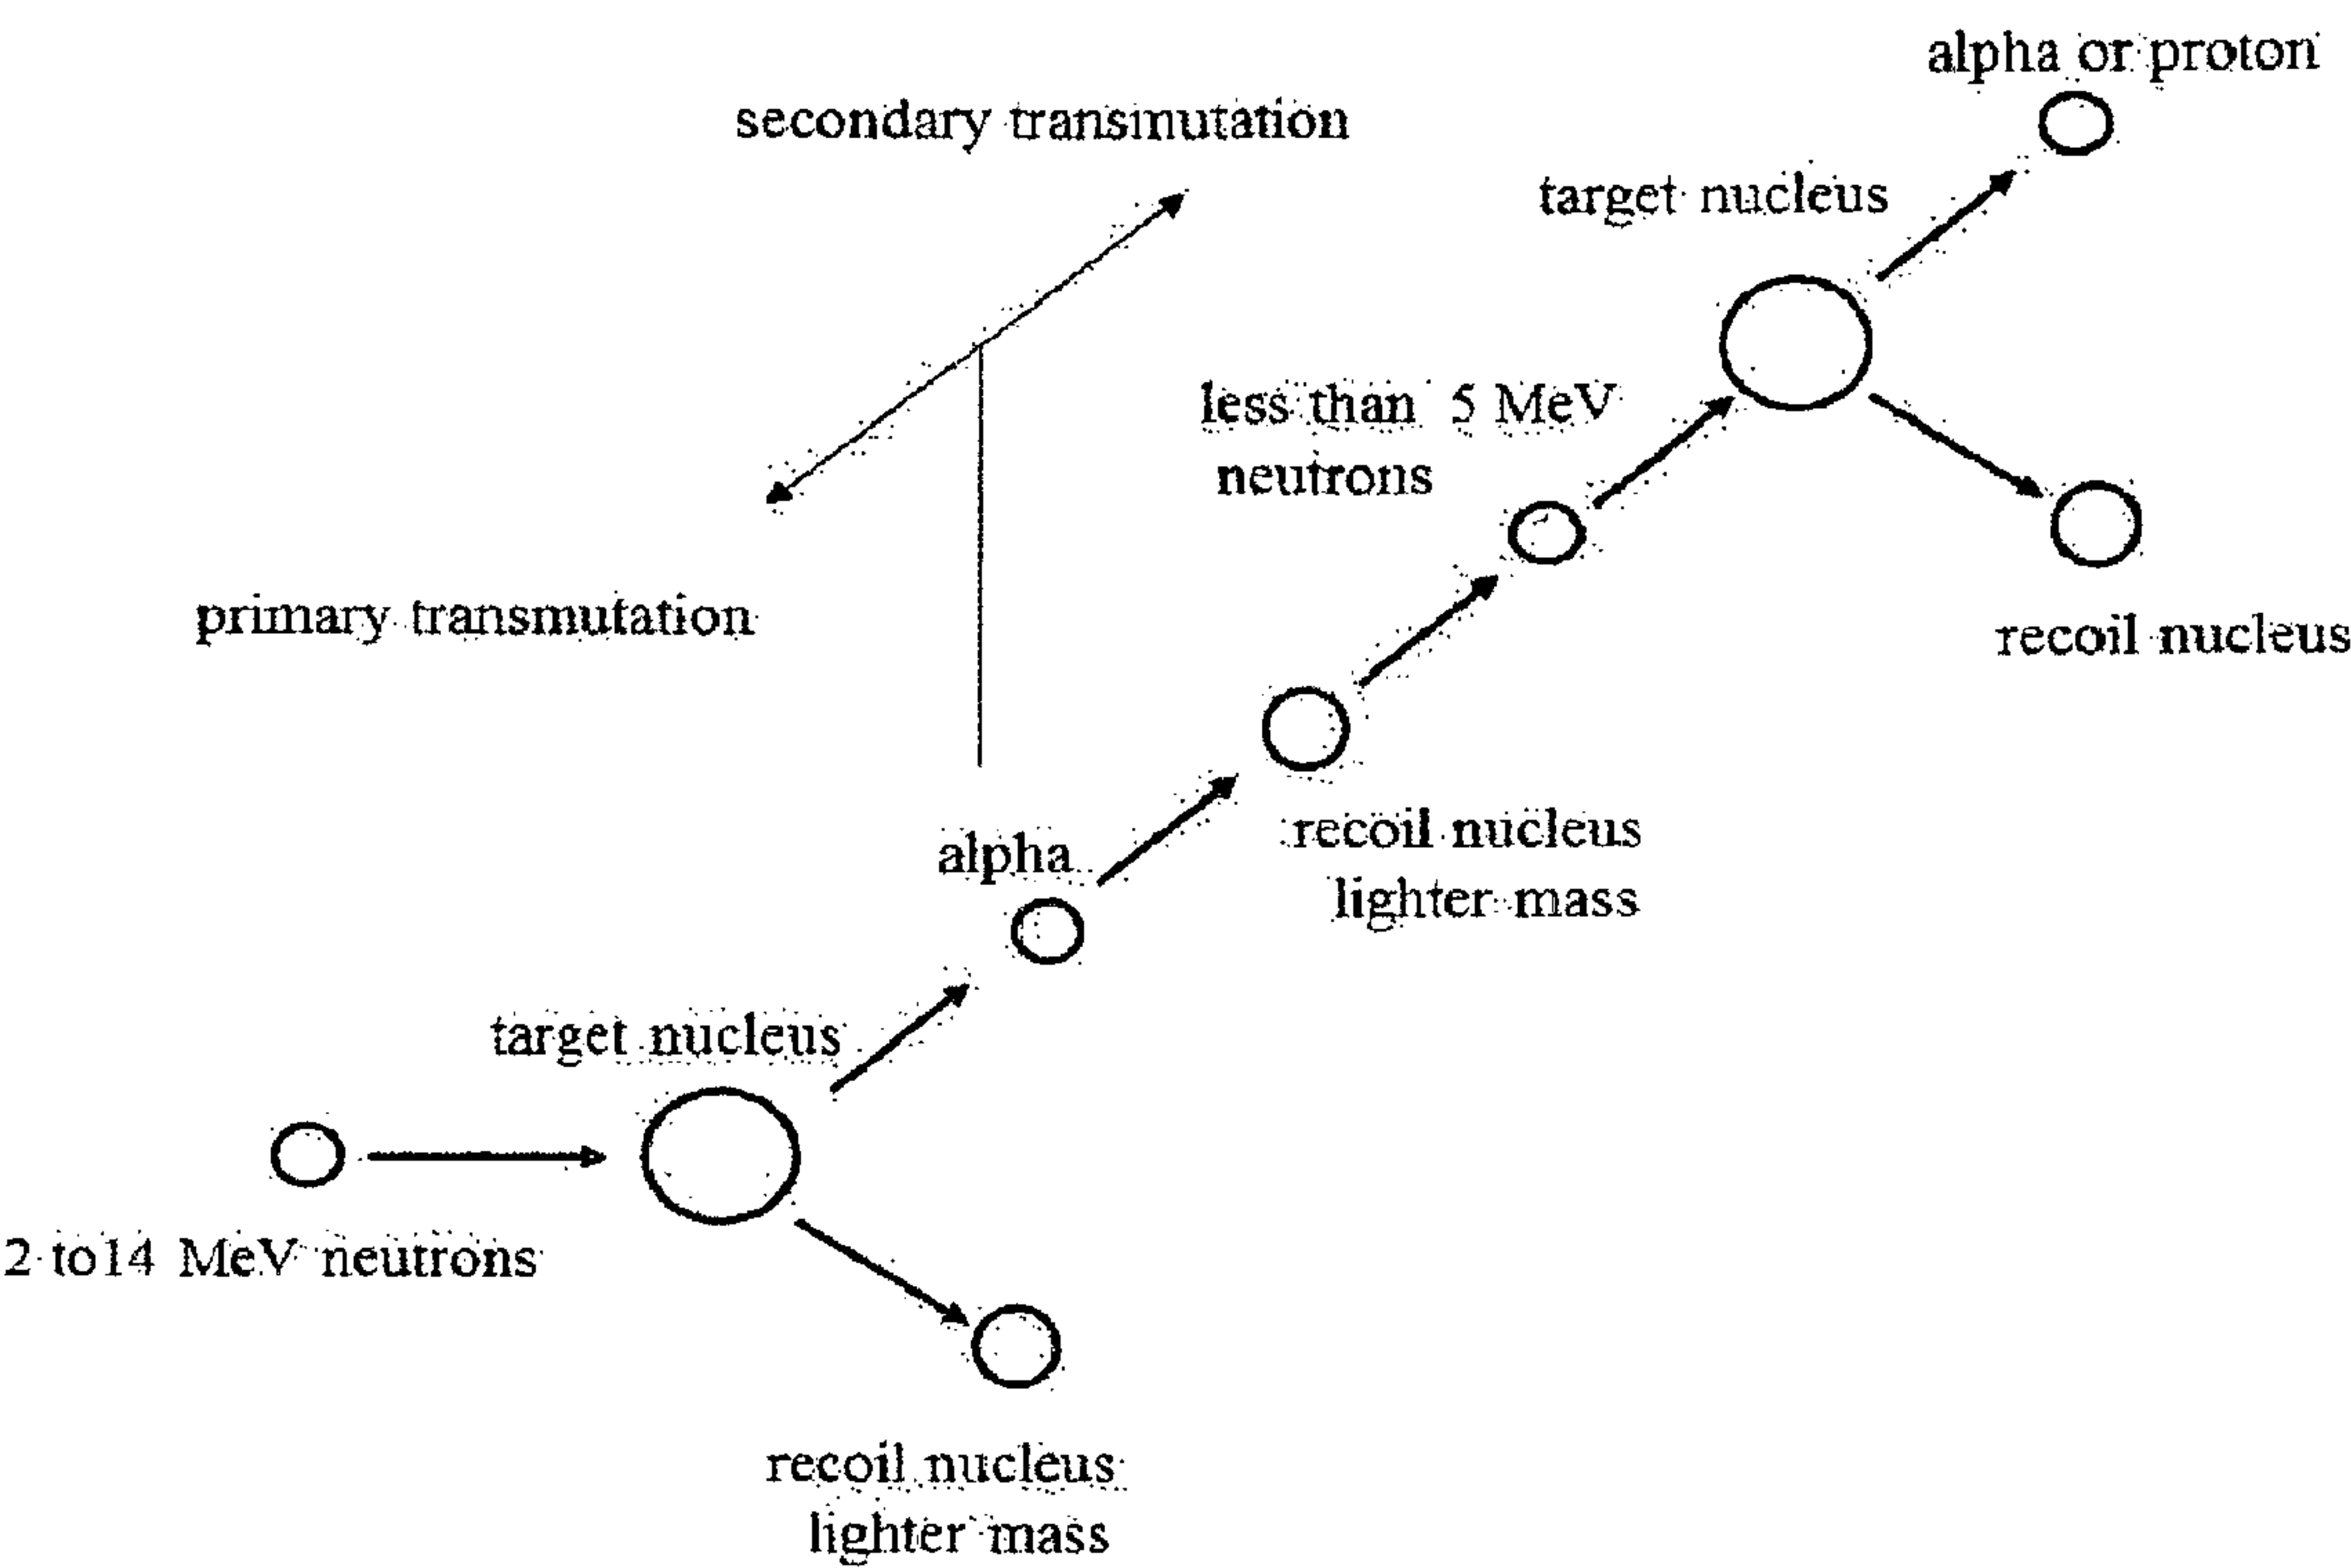 alpha or proton
secondary transmutation
target nucleus
less than 5 MeV
neutrons
primary transmutation
recoil nucleus
alpha
recoil nucleus
lighter mass
target nucleus
2 to14 MeV neutrons
recoil nucleus
lighter mass